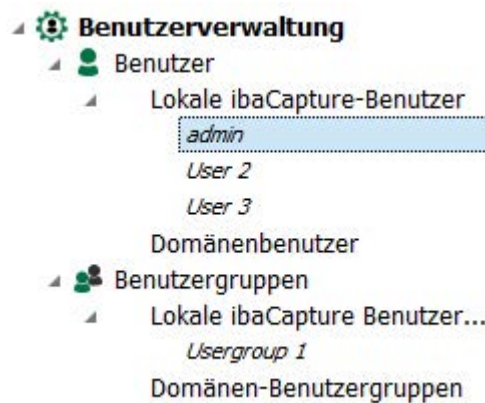 Benutzerverwaltung
Benutzer
Lokale ibaCapture-Benutzer
admin
User 2
User 3
Domänenbenutzer
Benutzergruppen
Lokale ibaCapture Benutzer...
Usergroup 1
Domänen-Benutzergruppen